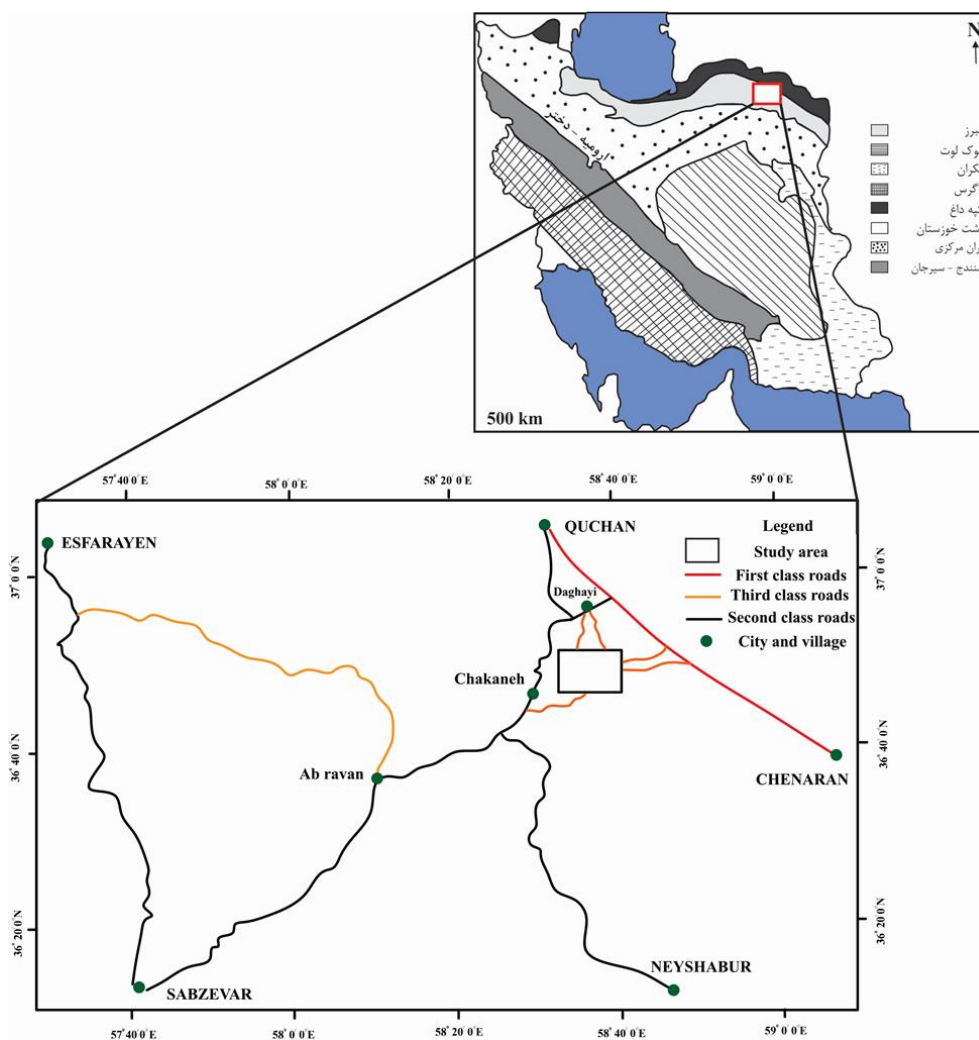 N
ارومیه - دختر
برز
وک لوت
کران
گرس
کپه داغ
شت خوزستان
ران مرکزی
نندج - سیرجان
500 km
57°40'0"E
58°0'0"E
58°20'0"E
58°40'0"E
59°0'0"E
37°0'0"N
36°40'0"N
36°20'0"N
ESFARAYEN
QUCHAN
Daghayi
Chakaneh
Ab ravan
CHENARAN
SABZEVAR
NEYSHABUR
Legend
Study area
First class roads
Third class roads
Second class roads
City and village
37°0'0"N
36°40'0"N
36°20'0"N
57°40'0"E
58°0'0"E
58°20'0"E
58°40'0"E
59°0'0"E